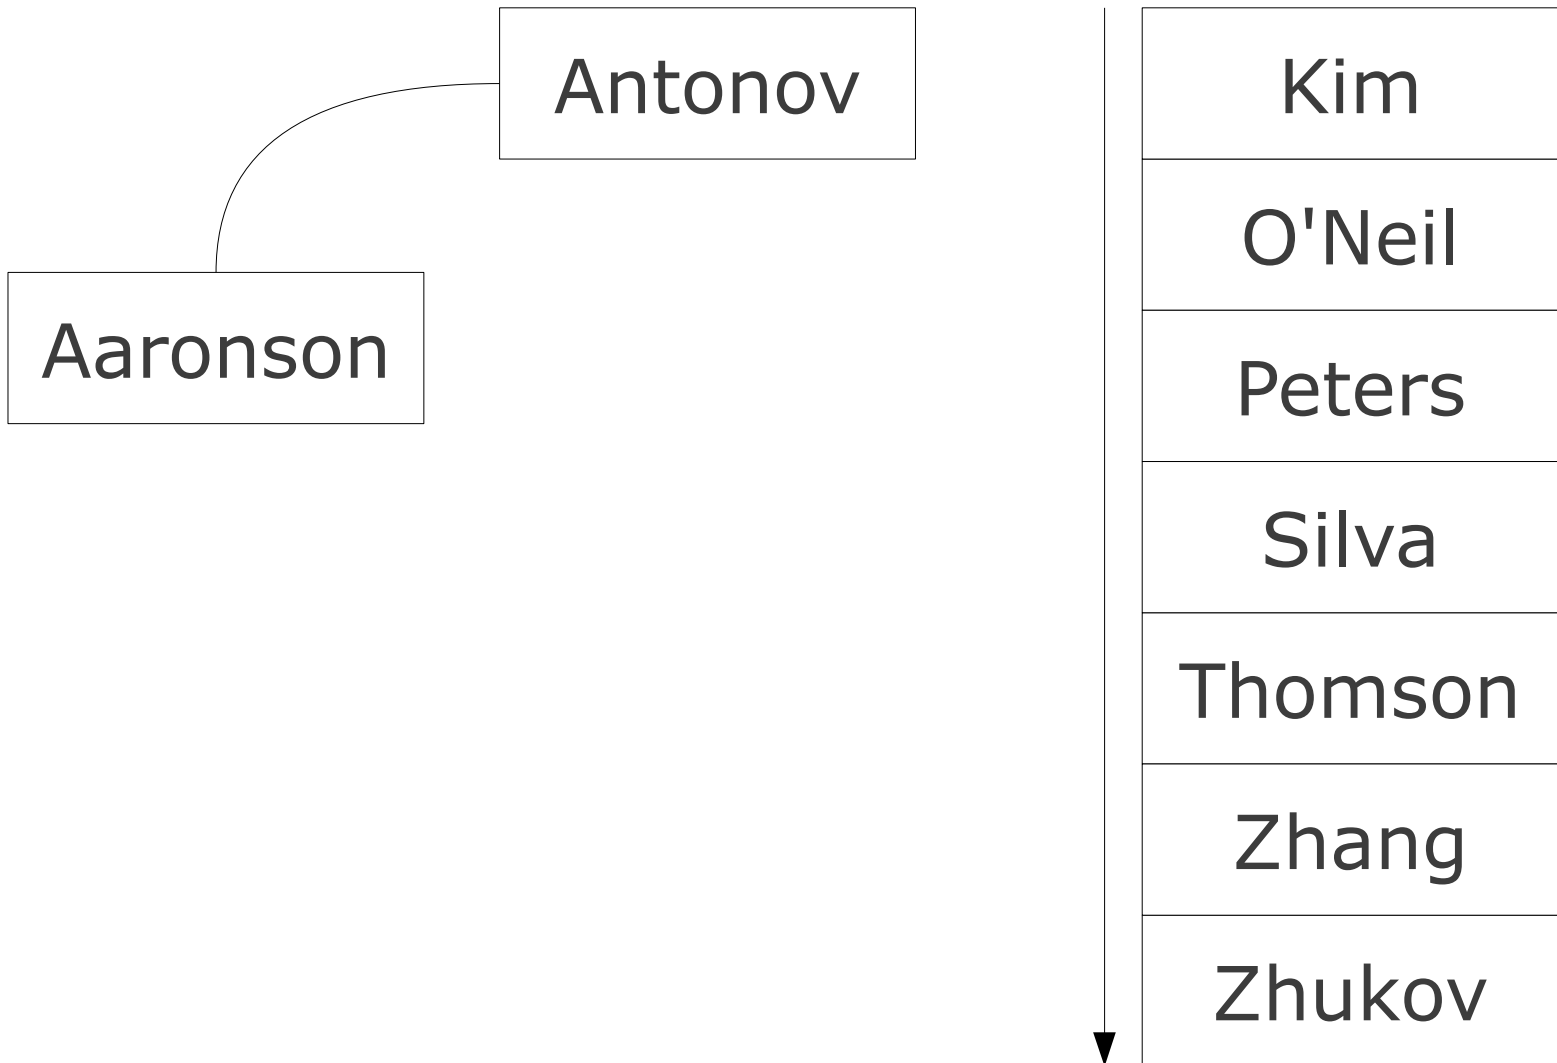 Antonov
Aaronson
Kim
O'Neil
Peters
Silva
Thomson
Zhang
Zhukov